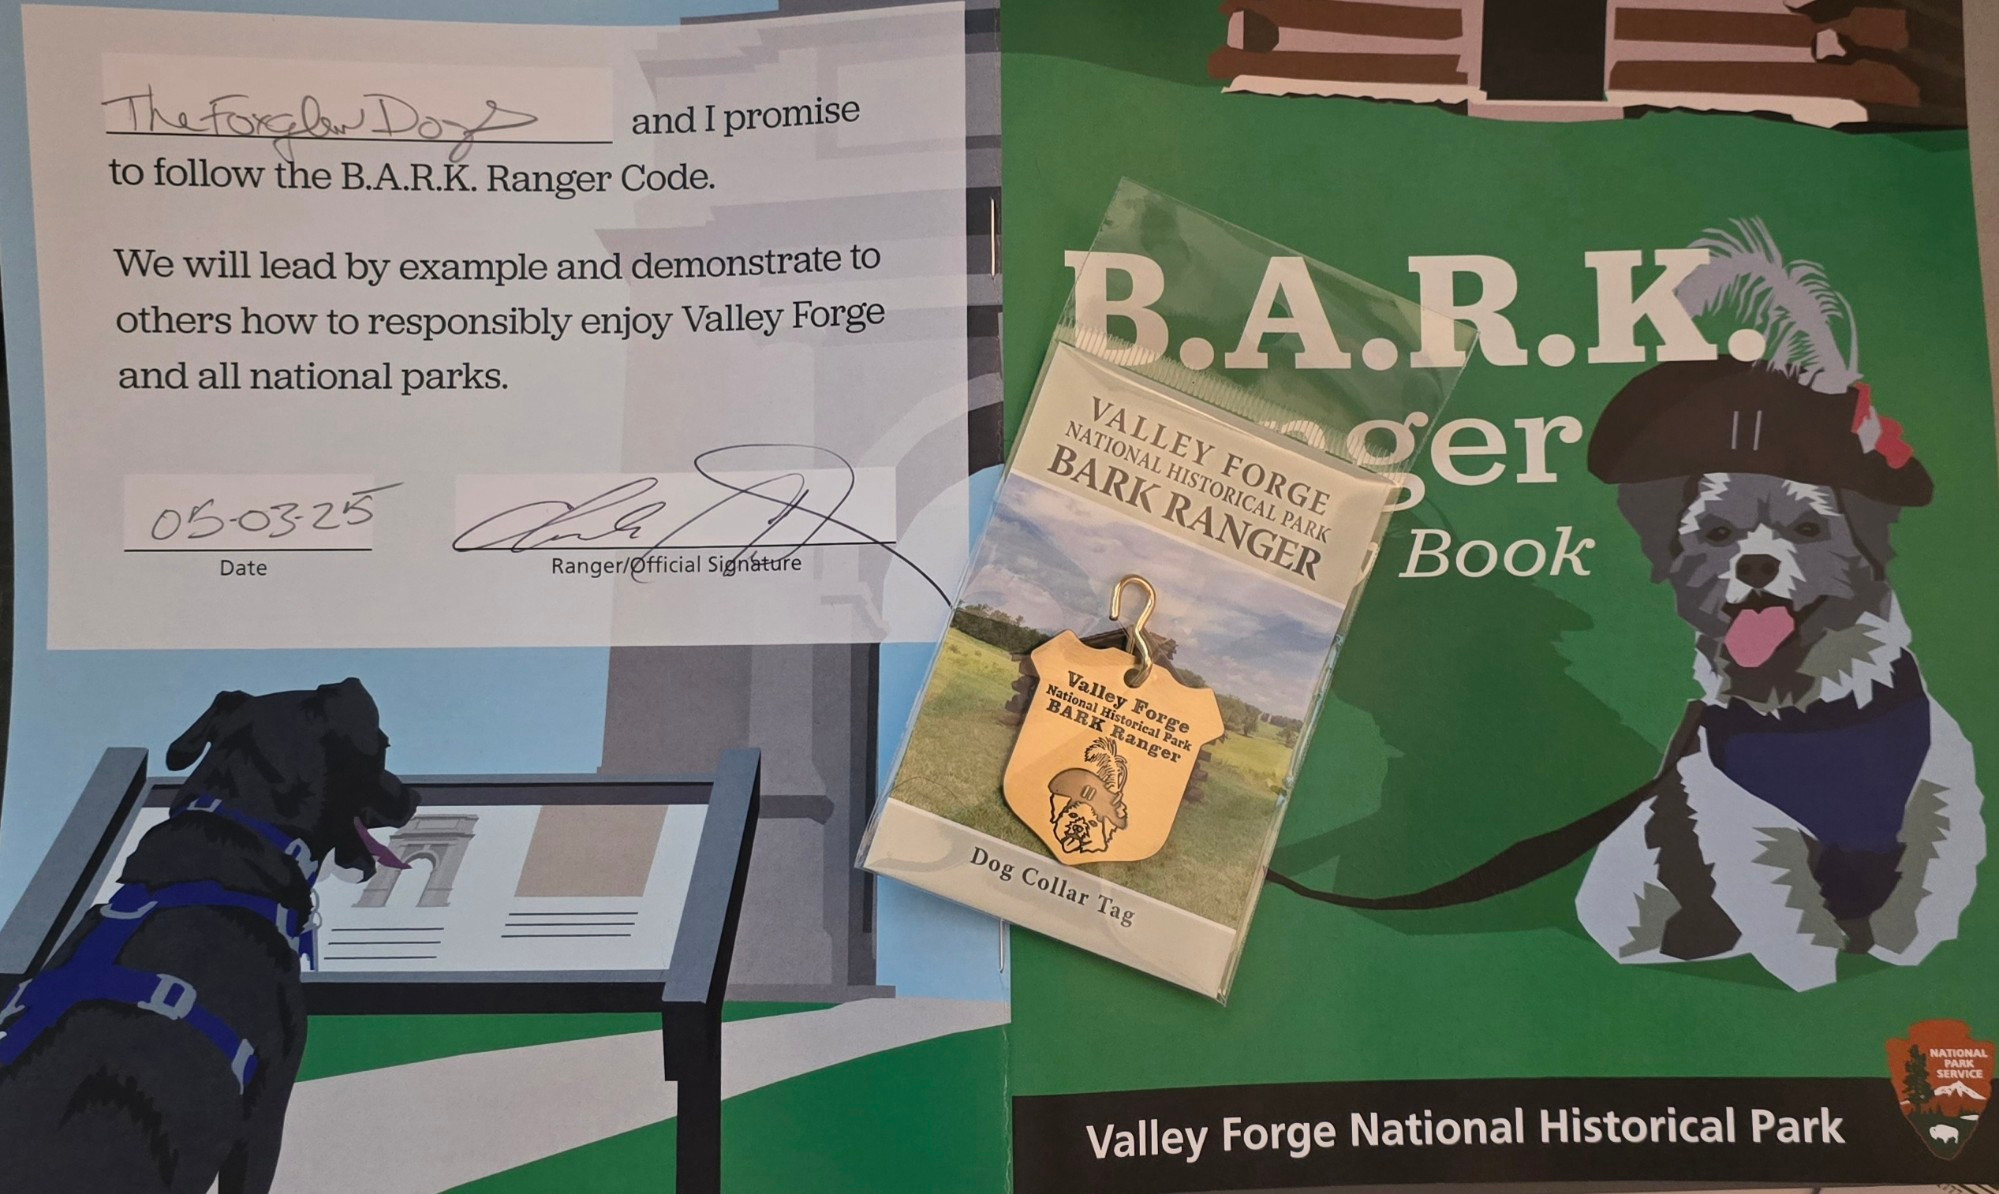 The Forglen Dogs and I promise
to follow the B.A.R.K. Ranger Code.
We will lead by example and demonstrate to
others how to responsibly enjoy Valley Forge
and all national parks.
05-03-25
Date
Ranger/Official Signature
B.A.R.K.
nger
Book
VALLEY FORGE
NATIONAL HISTORICAL PARK
BARK RANGER
Valley Forge
National Historical Park
BARK Ranger
Dog Collar Tag
NATIONAL
PARK
SERVICE
Valley Forge National Historical Park